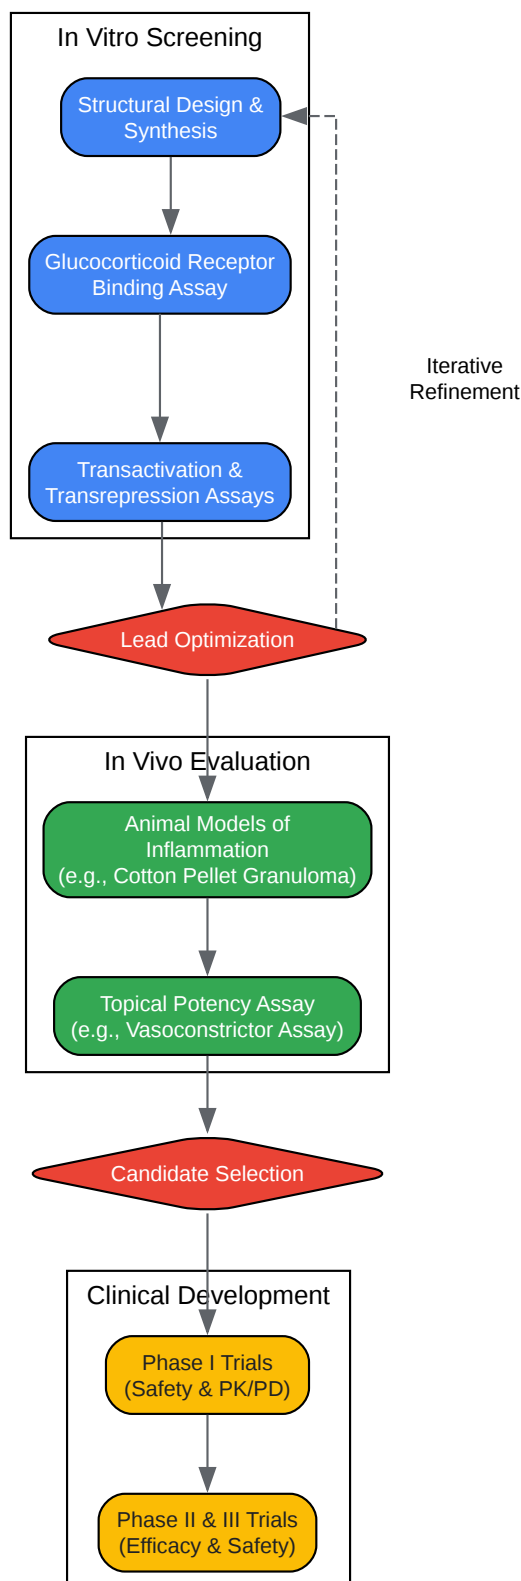 In Vitro Screening
Structural Design &
Synthesis
Glucocorticoid Receptor
Binding Assay
Iterative
Refinement
Transactivation &
Transrepression Assays
Lead Optimization
In Vivo Evaluation
Animal Models of
Inflammation
(e.g., Cotton Pellet Granuloma)
Topical Potency Assay
(e.g., Vasoconstrictor Assay)
Candidate Selection
Clinical Development
Phase I Trials
(Safety & PK/PD)
Phase II & III Trials
(Efficacy & Safety)